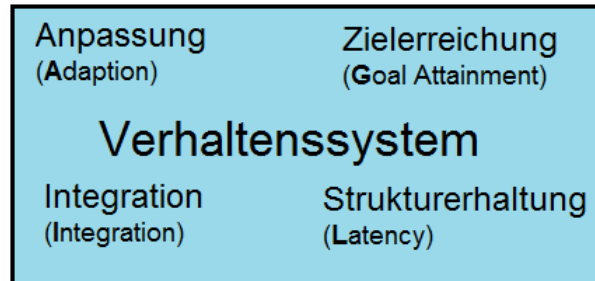 Anpassung
(Adaption)
Zielerreichung
(Goal Attainment)
Verhaltenssystem
Integration
(Integration)
Strukturerhaltung
(Latency)